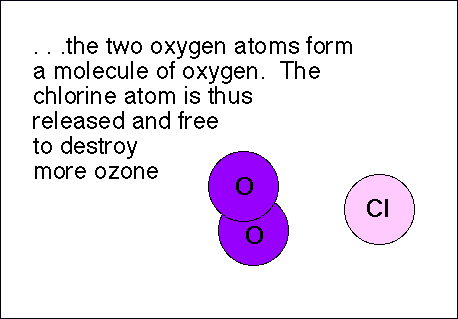 . . .the two oxygen atoms form
a molecule of oxygen.  The
chlorine atom is thus
released and free
to destroy
more ozone
O
O
Cl